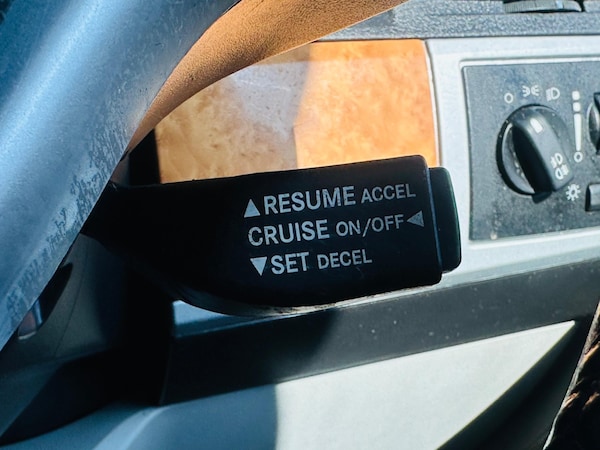 ▲RESUME ACCEL
CRUISE ON/OFF◀
▼SET DECEL